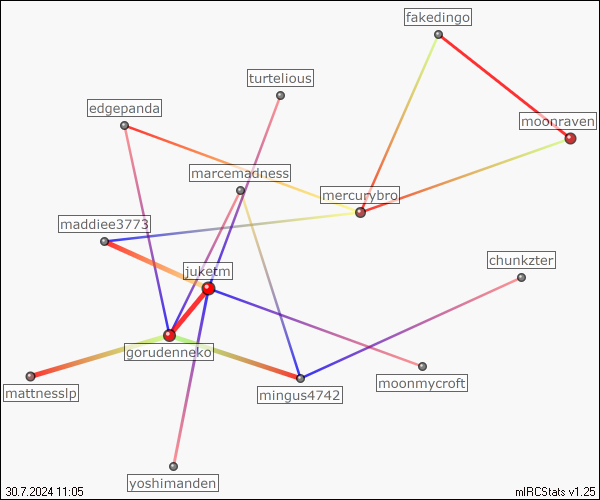 fakedingo
turtelious
edgepanda
moonraven
marcemadness
mercurybro
maddiee3773
chunkzter
juketm
gorudenneko
moonmycroft
mattnesslp
mingus4742
yoshimanden
30.7.2024 11:05
mIRCStats v1.25